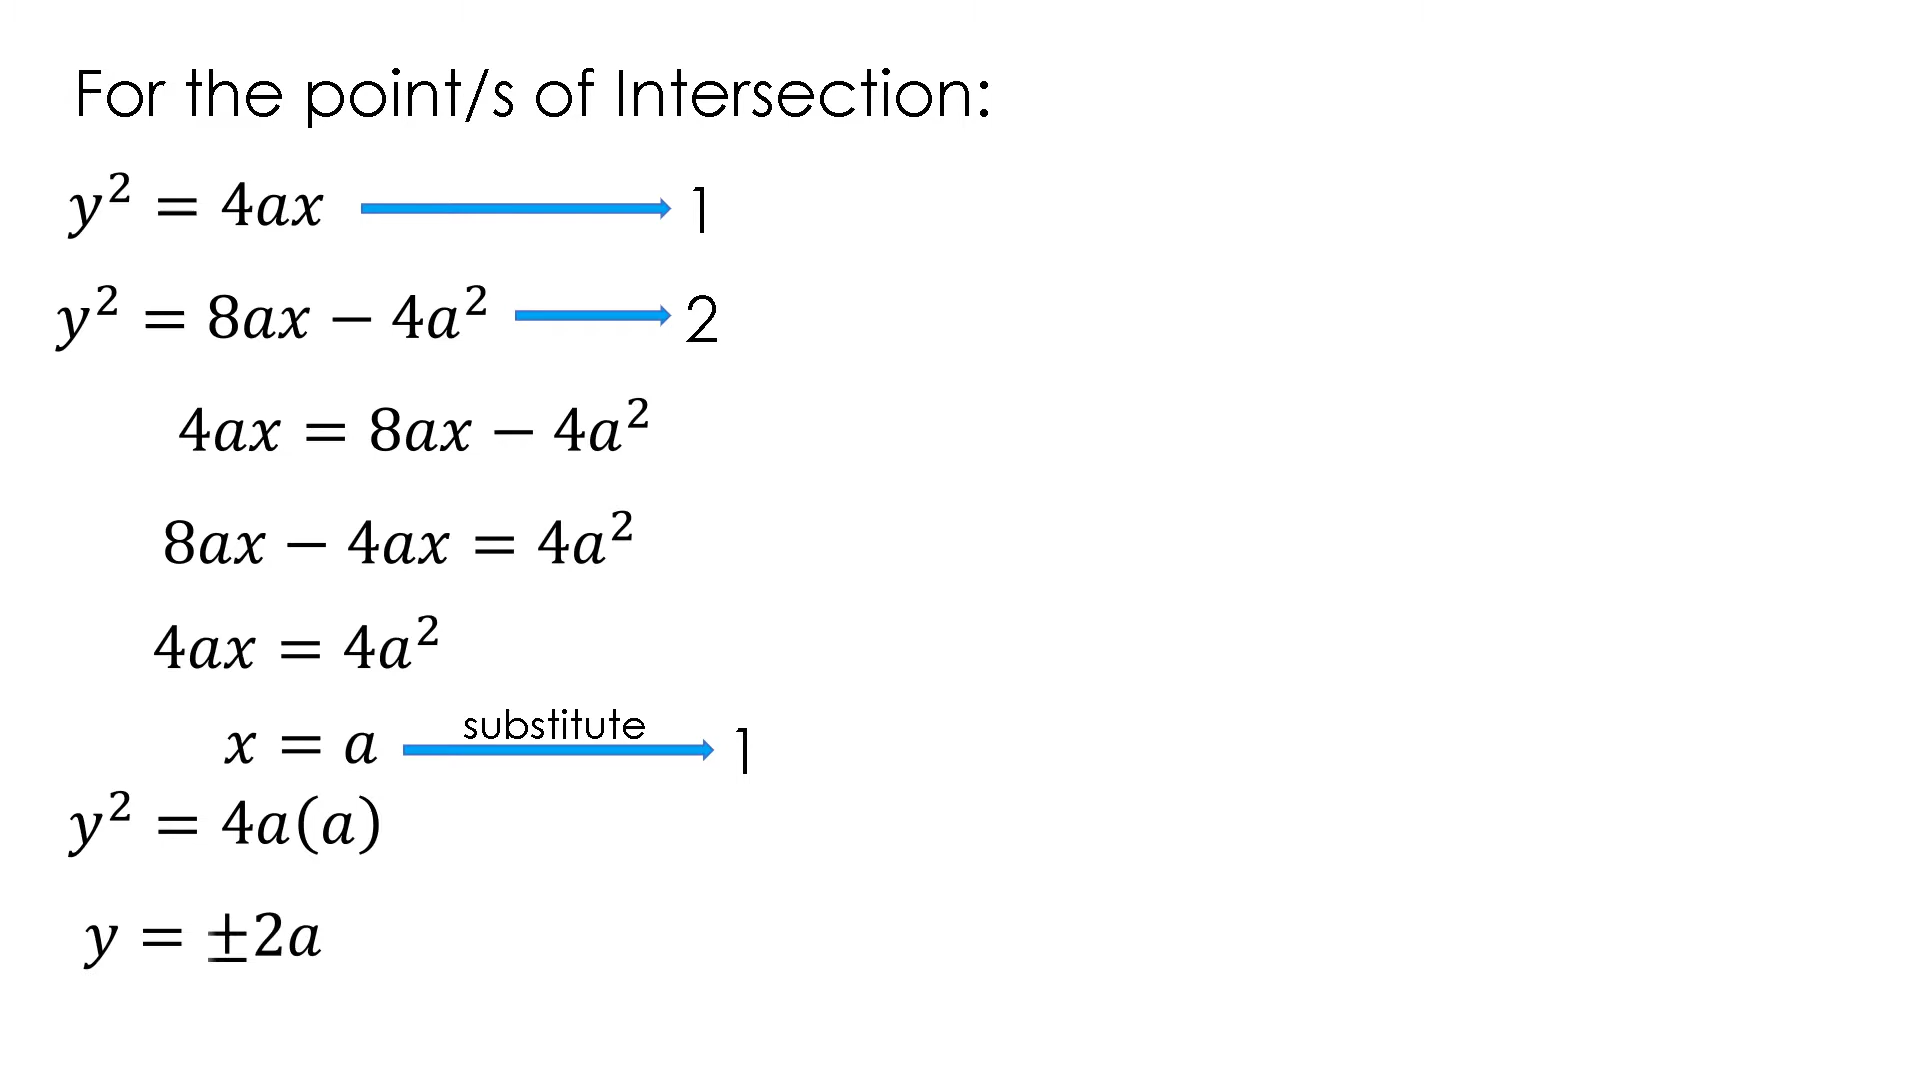 For the point/s of Intersection:
y² = 4ax 1
y² = 8ax − 4a² 2
4ax = 8ax − 4a²
8ax − 4ax = 4a²
4ax = 4a²
substitute
x = a 1
y² = 4a(a)
y = ±2a